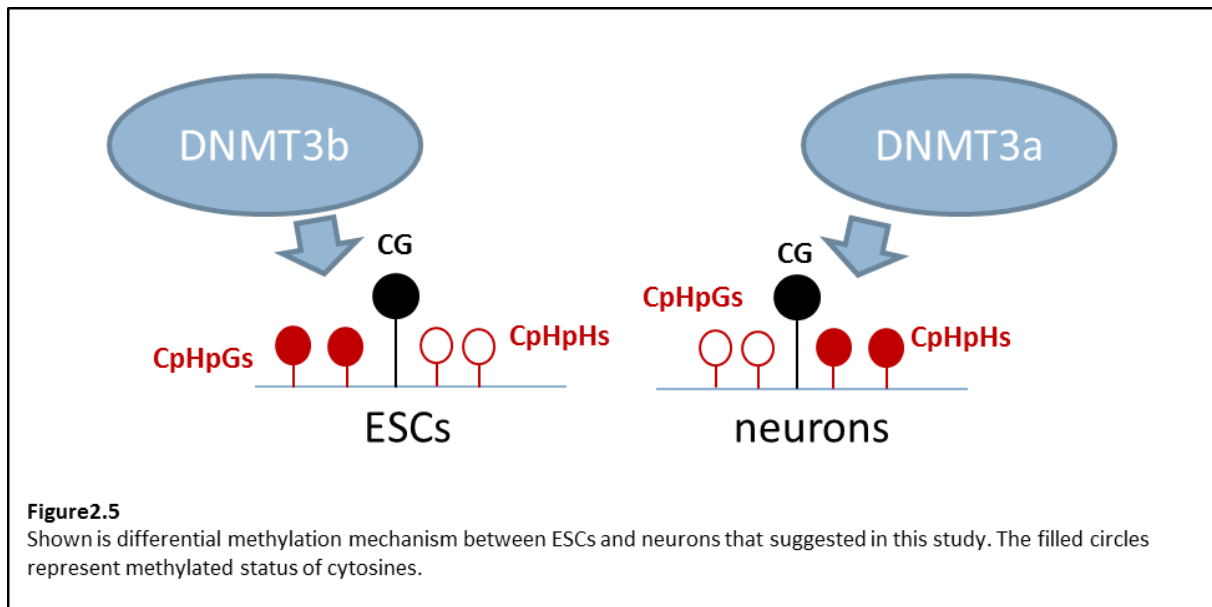 DNMT3b
DNMT3a
CG
CG
CpHpGs
CpHpHs
CpHpGs
CpHpHs
ESCs
neurons
Figure2.5
Shown is differential methylation mechanism between ESCs and neurons that suggested in this study. The filled circles
represent methylated status of cytosines.